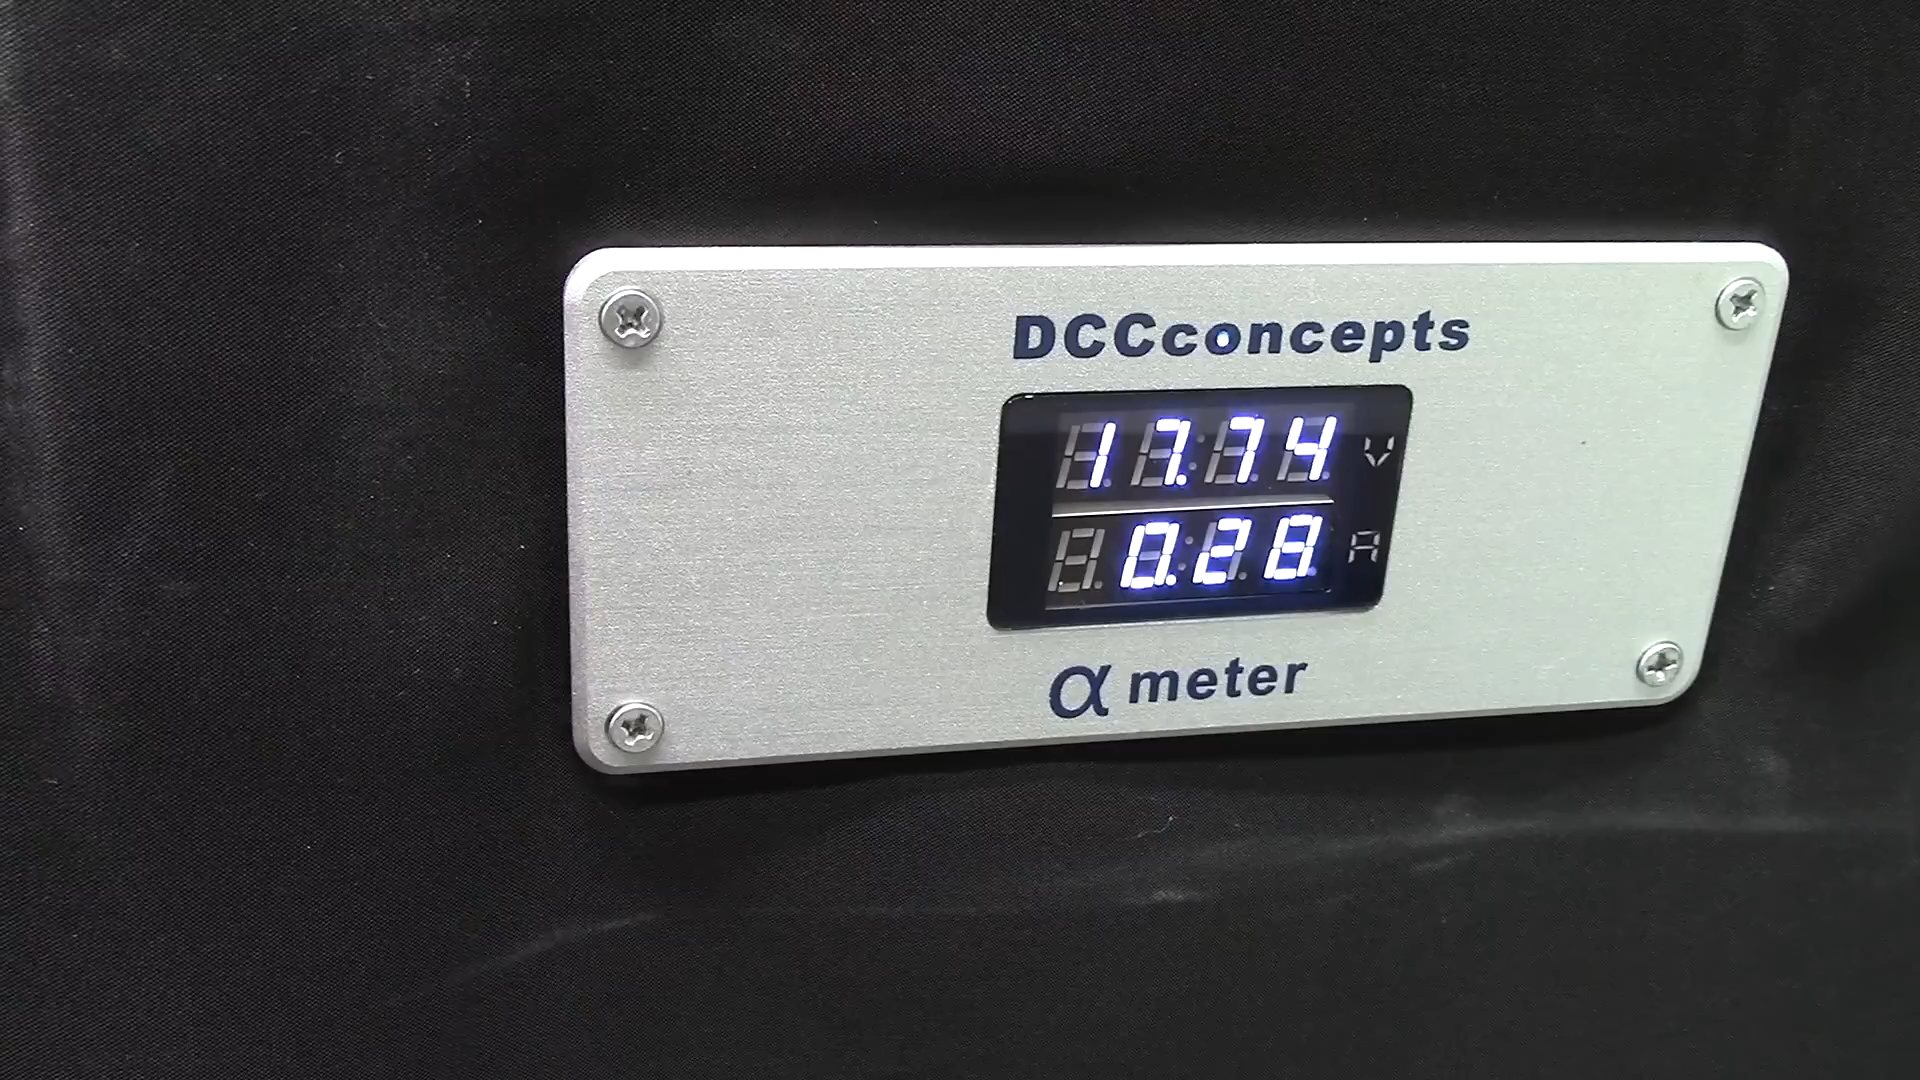 DCCconcepts
17.74 V
0.28 A
α meter